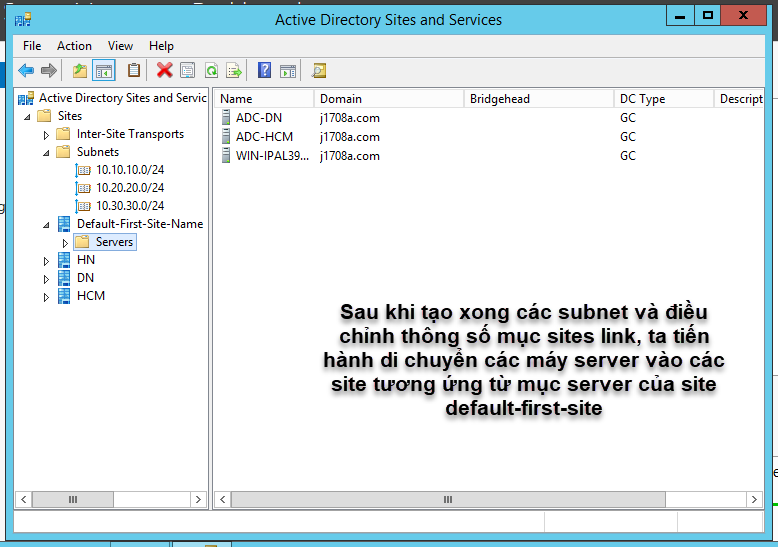 Active Directory Sites and Services
File Action View Help
Active Directory Sites and Servic
Sites
Inter-Site Transports
Subnets
10.10.10.0/24
10.20.20.0/24
10.30.30.0/24
Default-First-Site-Name
Servers
HN
DN
HCM
Name Domain Bridgehead DC Type Descript
ADC-DN j1708a.com GC
ADC-HCM j1708a.com GC
WIN-IPAL39... j1708a.com GC
Sau khi tạo xong các subnet và điều
chỉnh thông số mục sites link, ta tiến
hành di chuyển các máy server vào các
site tương ứng từ mục server của site
default-first-site